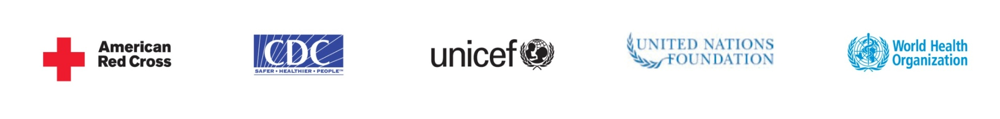 American
Red Cross
CDC
SAFER • HEALTHIER • PEOPLE™
unicef
UNITED NATIONS
FOUNDATION
World Health
Organization